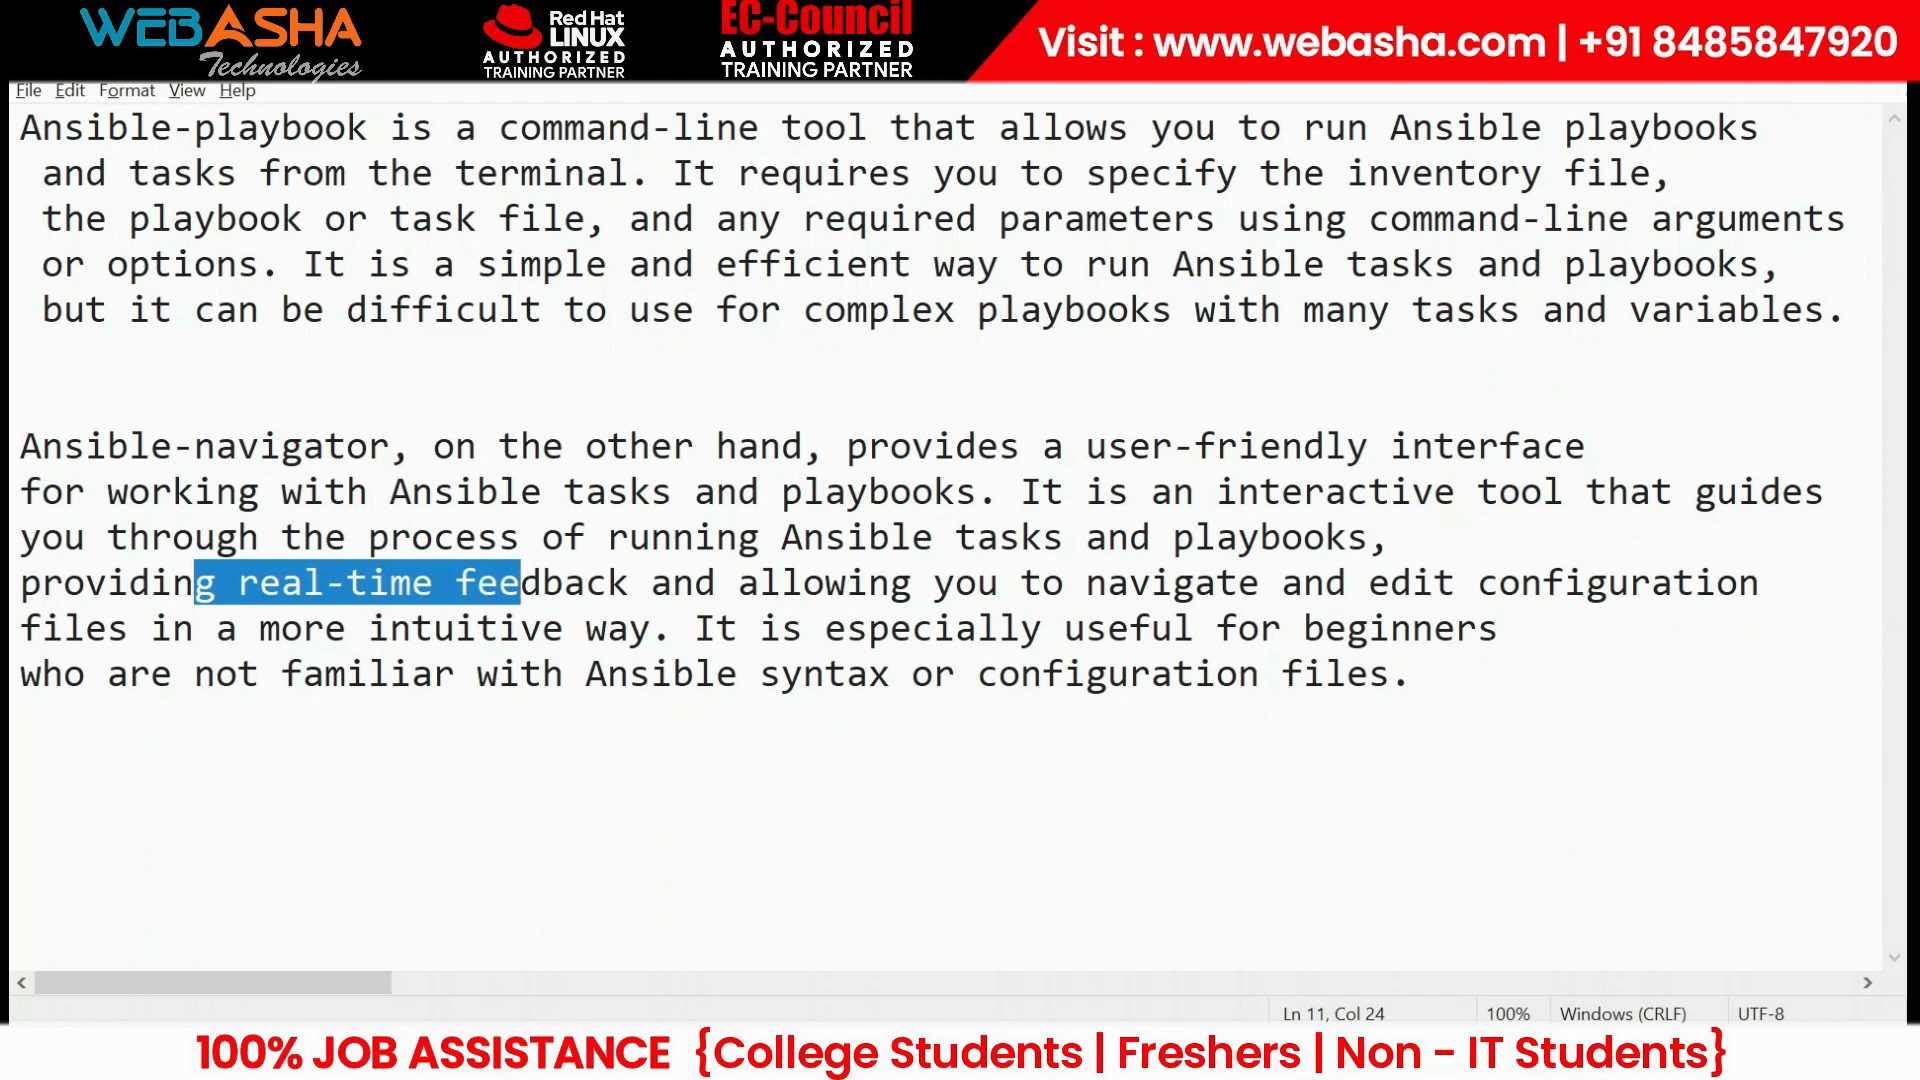 WEBASHA
Technologies
Red Hat
LINUX
AUTHORIZED
TRAINING PARTNER
EC-Council
AUTHORIZED
TRAINING PARTNER
Visit : www.webasha.com | +91 8485847920
File Edit Format View Help
Ansible-playbook is a command-line tool that allows you to run Ansible playbooks
and tasks from the terminal. It requires you to specify the inventory file,
the playbook or task file, and any required parameters using command-line arguments
or options. It is a simple and efficient way to run Ansible tasks and playbooks,
but it can be difficult to use for complex playbooks with many tasks and variables.
Ansible-navigator, on the other hand, provides a user-friendly interface
for working with Ansible tasks and playbooks. It is an interactive tool that guides
you through the process of running Ansible tasks and playbooks,
providing real-time feedback and allowing you to navigate and edit configuration
files in a more intuitive way. It is especially useful for beginners
who are not familiar with Ansible syntax or configuration files.
Ln 11, Col 24 100% Windows (CRLF) UTF-8
100% JOB ASSISTANCE {College Students | Freshers | Non - IT Students}